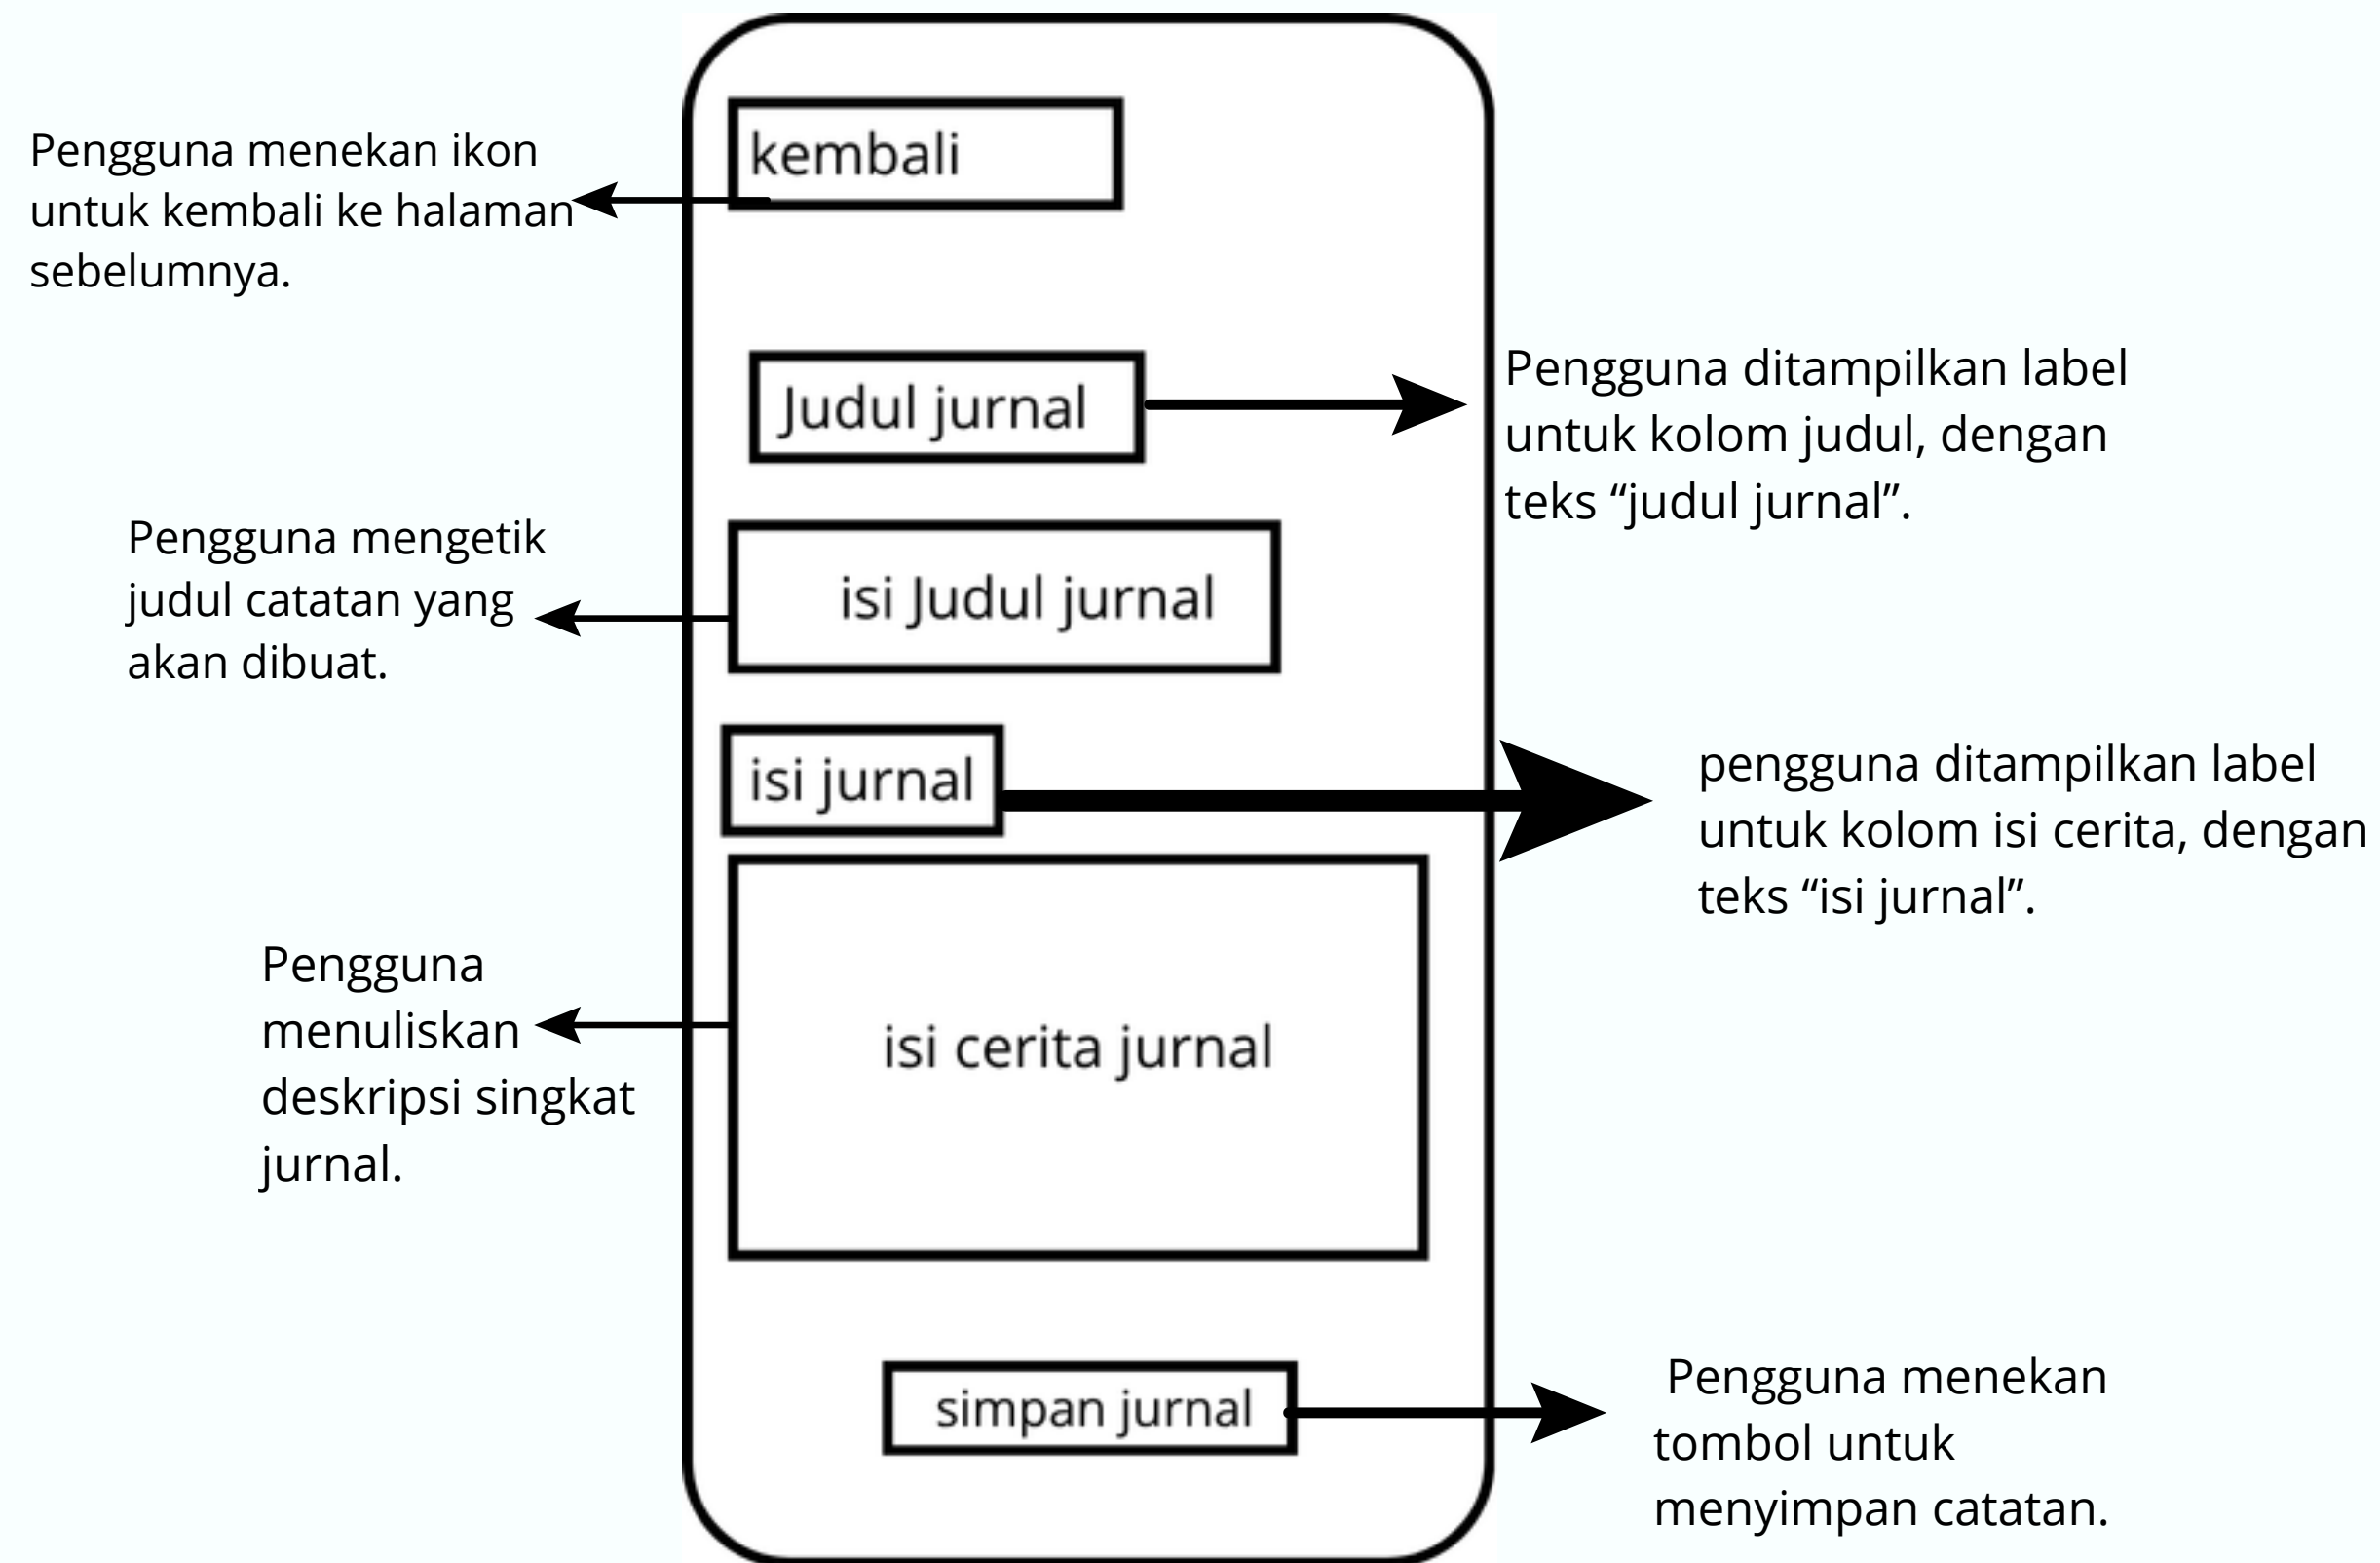 kembali
Pengguna menekan ikon
untuk kembali ke halaman
sebelumnya.
Judul jurnal
Pengguna ditampilkan label
untuk kolom judul, dengan
teks “judul jurnal”.
isi Judul jurnal
Pengguna mengetik
judul catatan yang
akan dibuat.
isi jurnal
pengguna ditampilkan label
untuk kolom isi cerita, dengan
teks “isi jurnal”.
isi cerita jurnal
Pengguna
menuliskan
deskripsi singkat
jurnal.
simpan jurnal
Pengguna menekan
tombol untuk
menyimpan catatan.